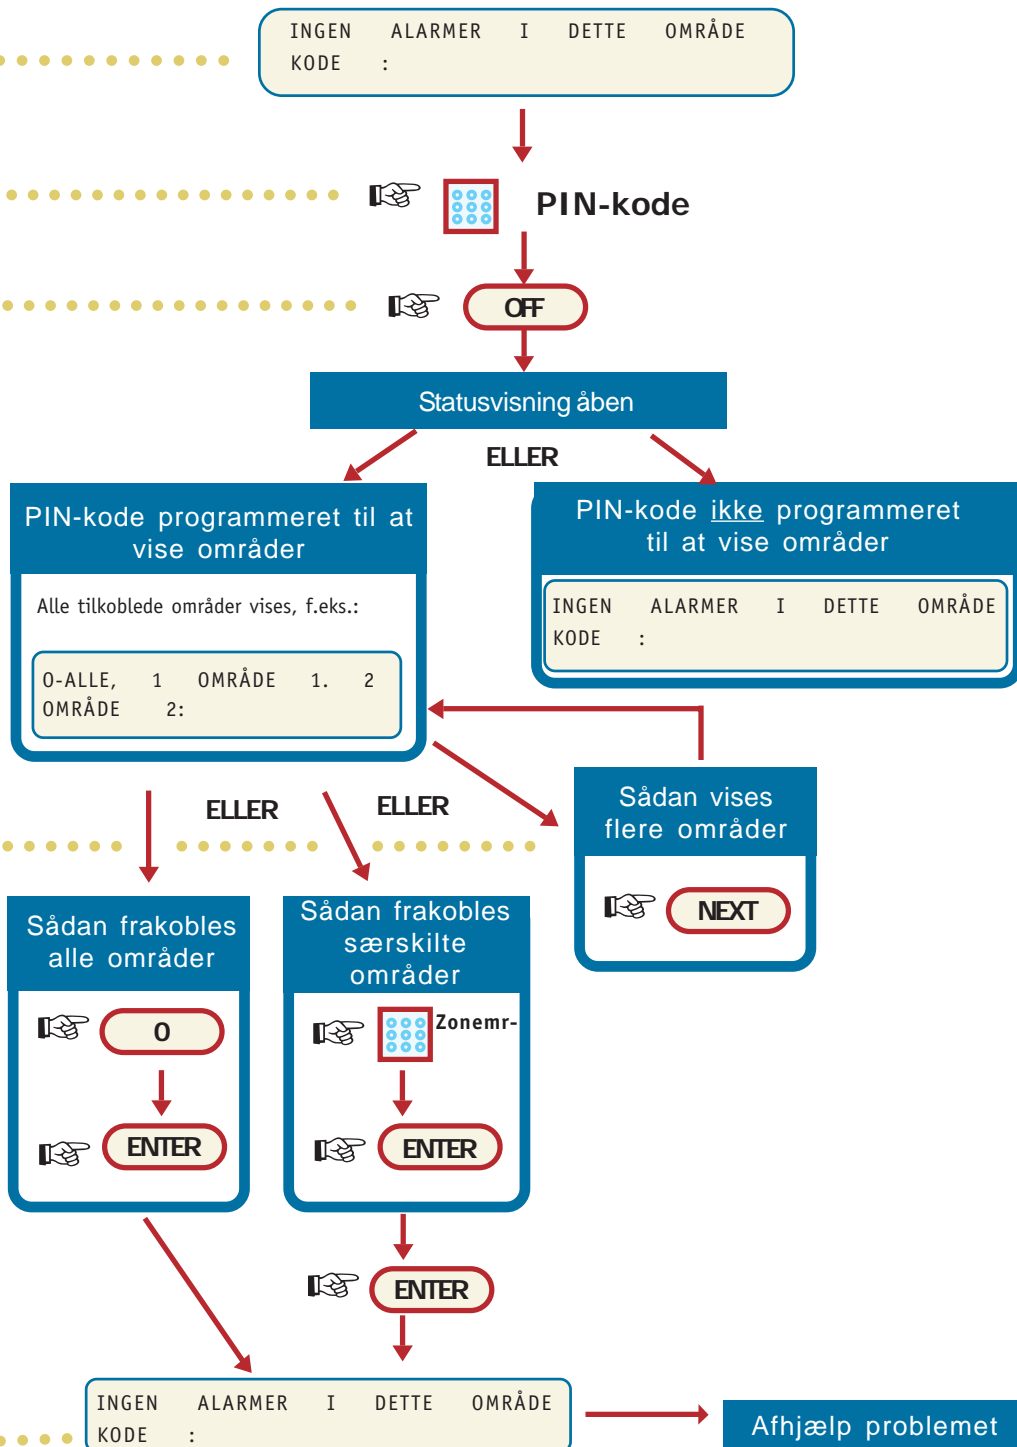 INGEN ALARMER I DETTE OMRÅDE
KODE :
PIN-kode
OFF
Statusvisning åben
ELLER
PIN-kode programmeret til at
vise områder
Alle tilkoblede områder vises, f.eks.:
0-ALLE, 1 OMRÅDE 1. 2
OMRÅDE 2:
PIN-kode ikke programmeret
til at vise områder
INGEN ALARMER I DETTE OMRÅDE
KODE :
ELLER
ELLER
Sådan vises
flere områder
NEXT
Sådan frakobles
alle områder
0
ENTER
Sådan frakobles
særskilte
områder
Zonemr-
ENTER
ENTER
INGEN ALARMER I DETTE OMRÅDE
KODE :
Afhjælp problemet